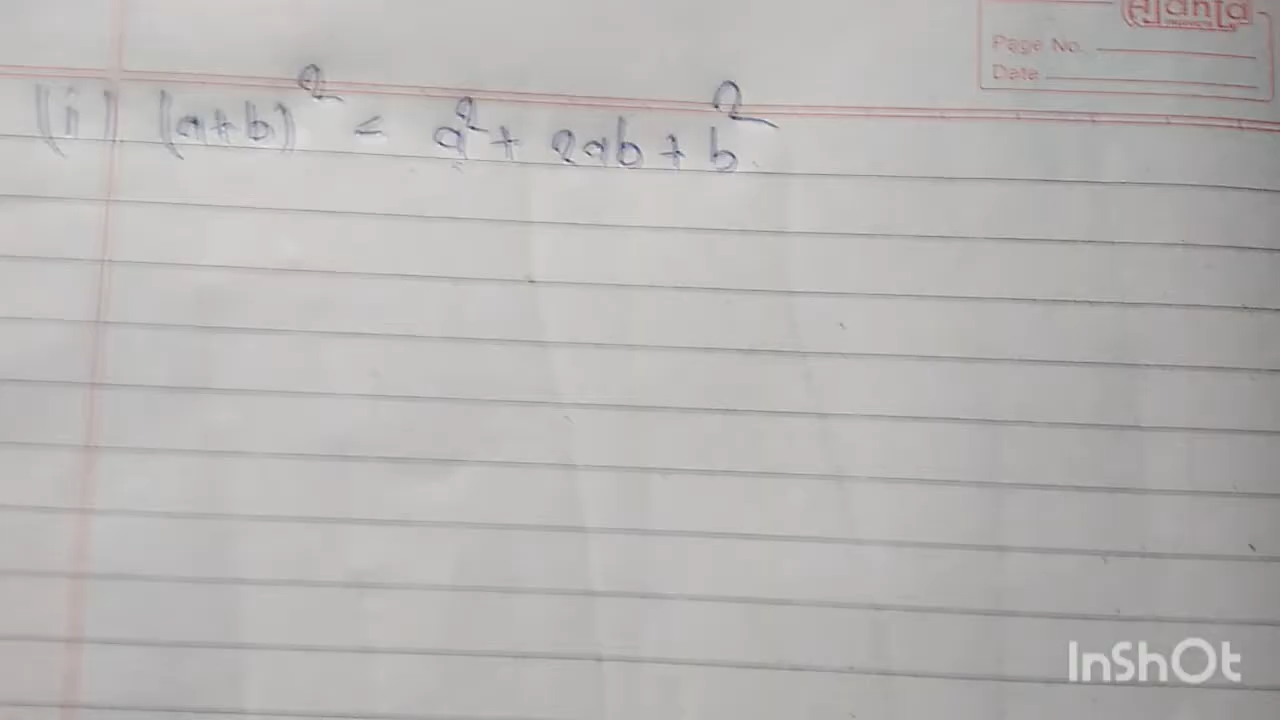 Ajanta
Page No.
Date
(i) (a+b)² = a² + 2ab + b²
InShOt